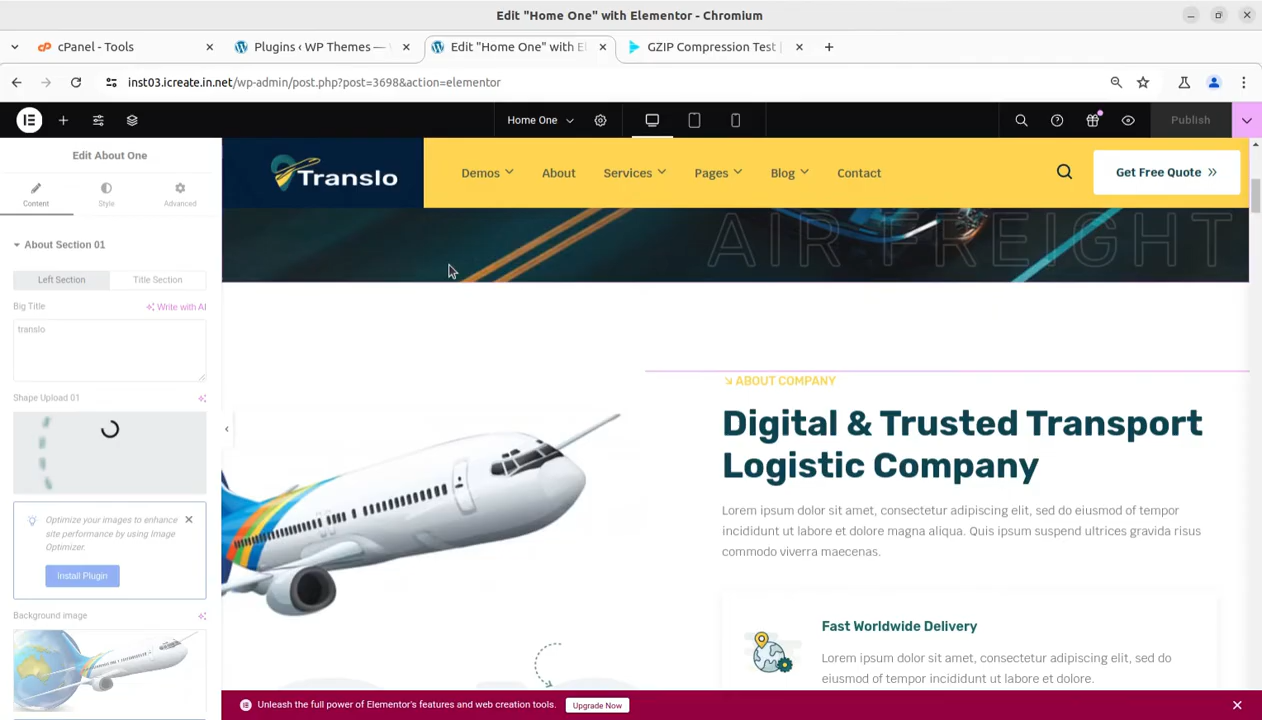 Edit "Home One" with Elementor - Chromium
cPanel - Tools
Plugins ‹ WP Themes —
Edit "Home One" with El
GZIP Compression Test |
inst03.icreate.in.net/wp-admin/post.php?post=3698&action=elementor
Home One
Publish
Edit About One
Content
Style
Advanced
About Section 01
Left Section
Title Section
Big Title
Write with AI
translo
Shape Upload 01
Optimize your images to enhance
site performance by using Image
Optimizer.
Install Plugin
Background image
Translo
Demos
About
Services
Pages
Blog
Contact
Get Free Quote »
AIR FREIGHT
↘ ABOUT COMPANY
Digital & Trusted Transport
Logistic Company
Lorem ipsum dolor sit amet, consectetur adipiscing elit, sed do eiusmod of tempor
incididunt ut labore et dolore magna aliqua. Quis ipsum suspend ultrices gravida risus
commodo viverra maecenas.
Fast Worldwide Delivery
Lorem ipsum dolor sit amet, consectetur adipiscing elit, sed do
eiusmod of tempor incididunt ut labore et dolore.
Unleash the full power of Elementor's features and web creation tools.
Upgrade Now